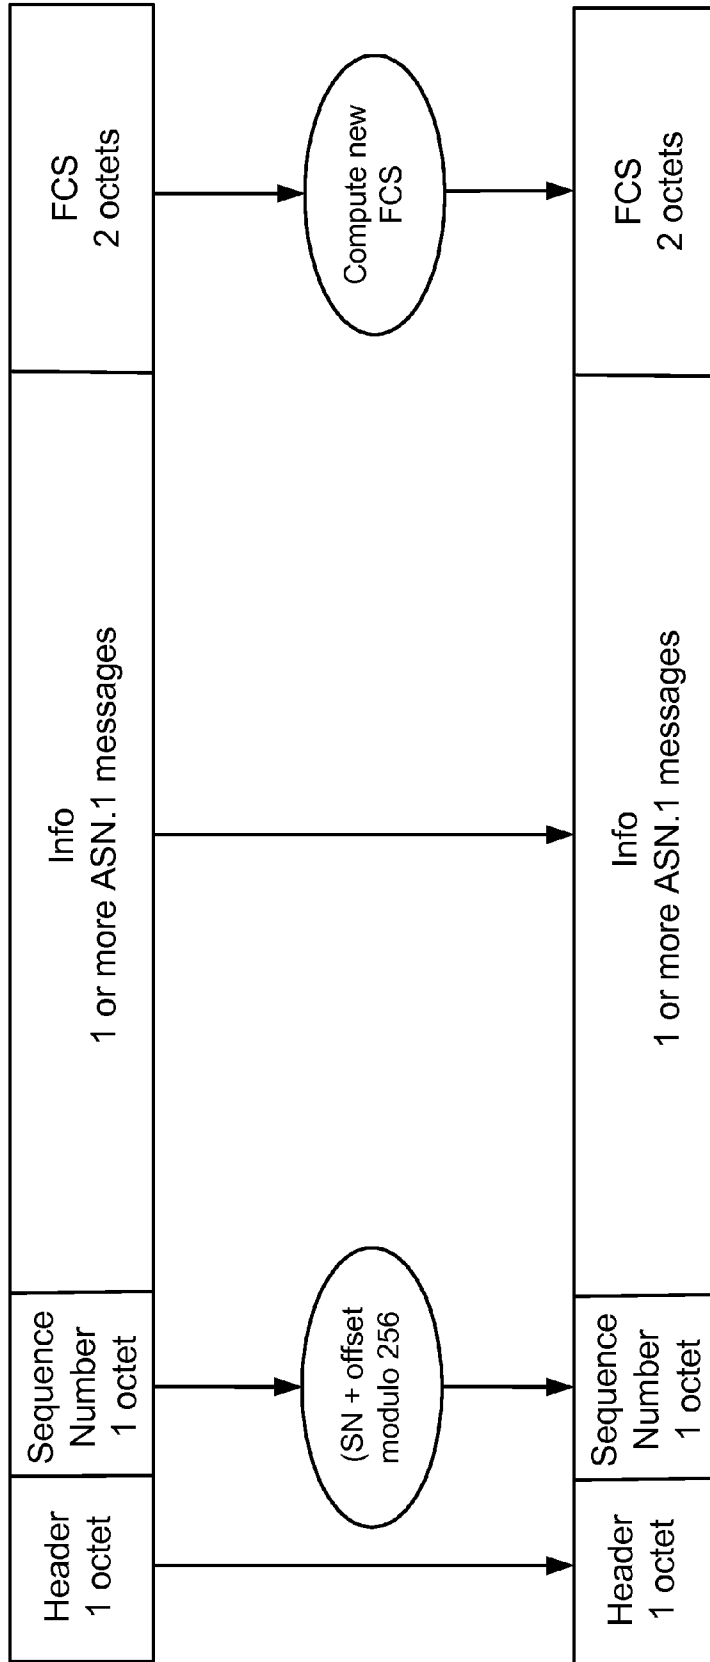 Header
1 octet
Sequence
Number
1 octet
Info
1 or more ASN.1 messages
FCS
2 octets
(SN + offset
modulo 256
Compute new
FCS
Header
1 octet
Sequence
Number
1 octet
Info
1 or more ASN.1 messages
FCS
2 octets